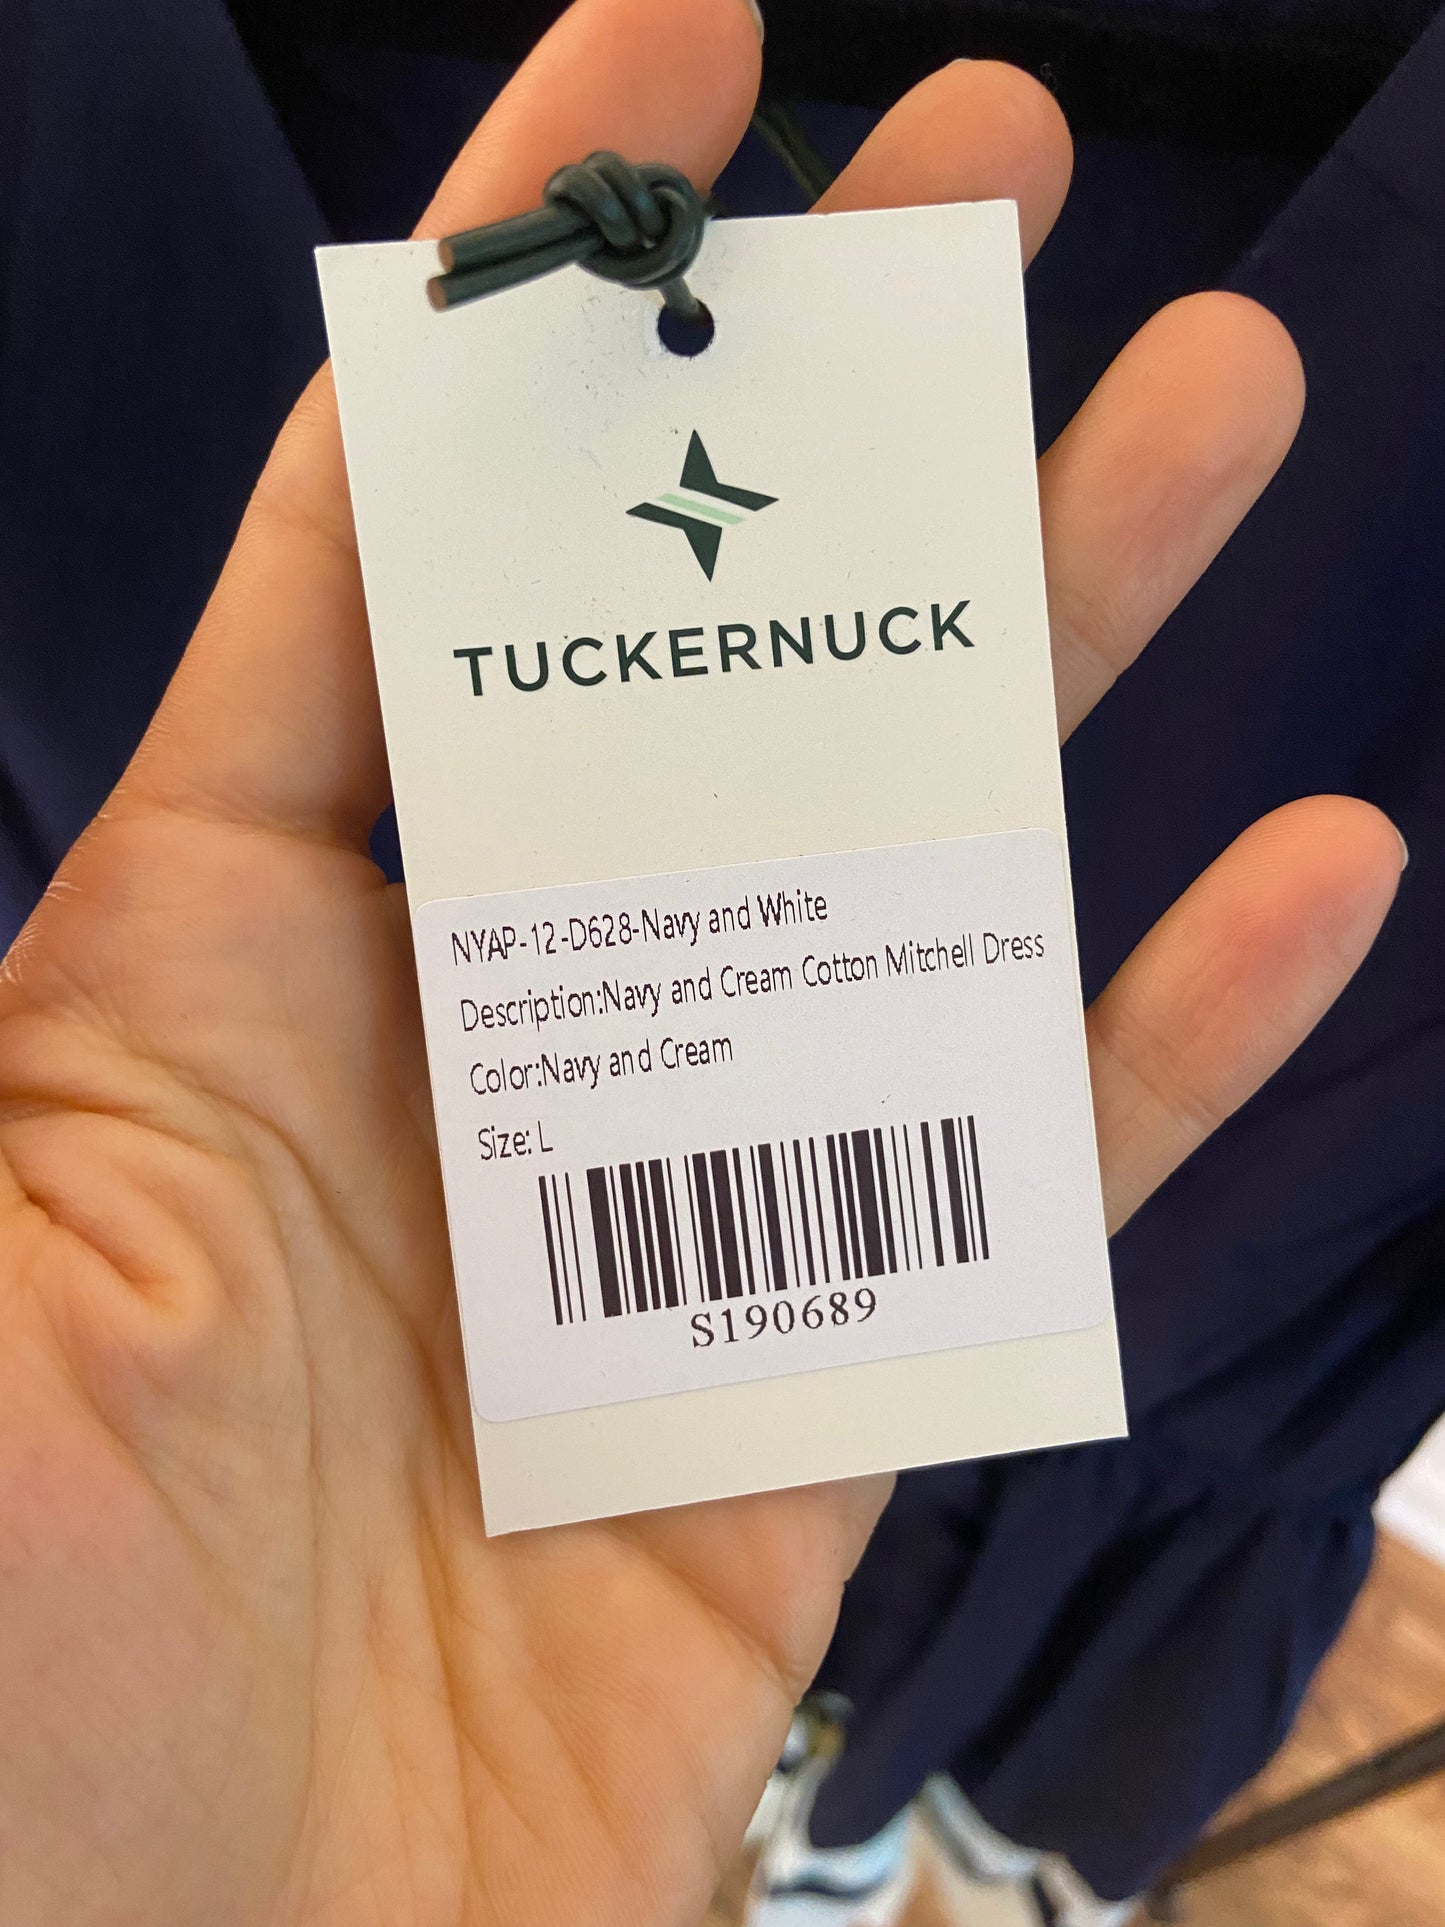 TUCKERNUCK
NYAP-12-D628-Navy and White
Description:Navy and Cream Cotton Mitchell Dress
Color:Navy and Cream
Size: L
S190689